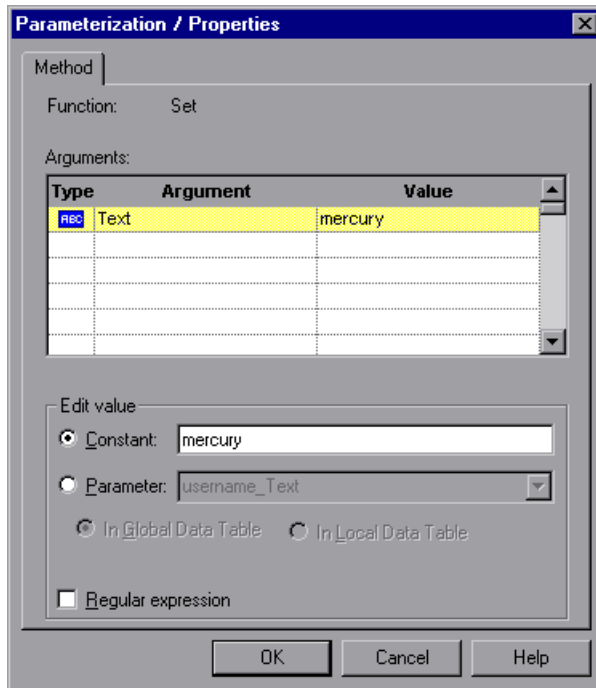 Parameterization / Properties
Method
Function: Set
Arguments:
Type Argument Value
ABC Text mercury
Edit value
Constant: mercury
Parameter: username_Text
In Global Data Table In Local Data Table
Regular expression
OK Cancel Help